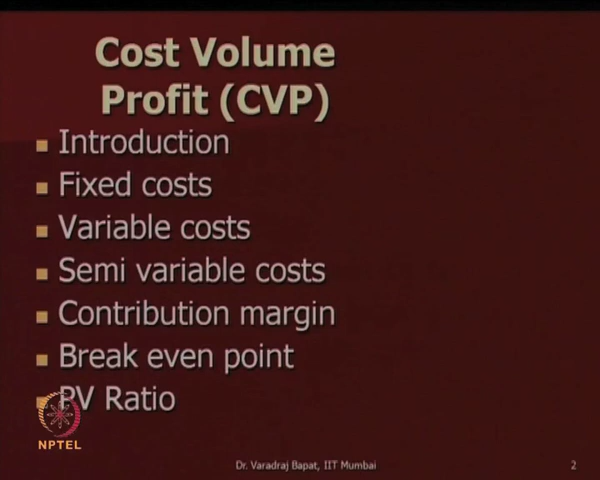 Cost Volume
Profit (CVP)
Introduction
Fixed costs
Variable costs
Semi variable costs
Contribution margin
Break even point
PV Ratio
NPTEL
Dr. Varadraj Bapat, IIT Mumbai
2